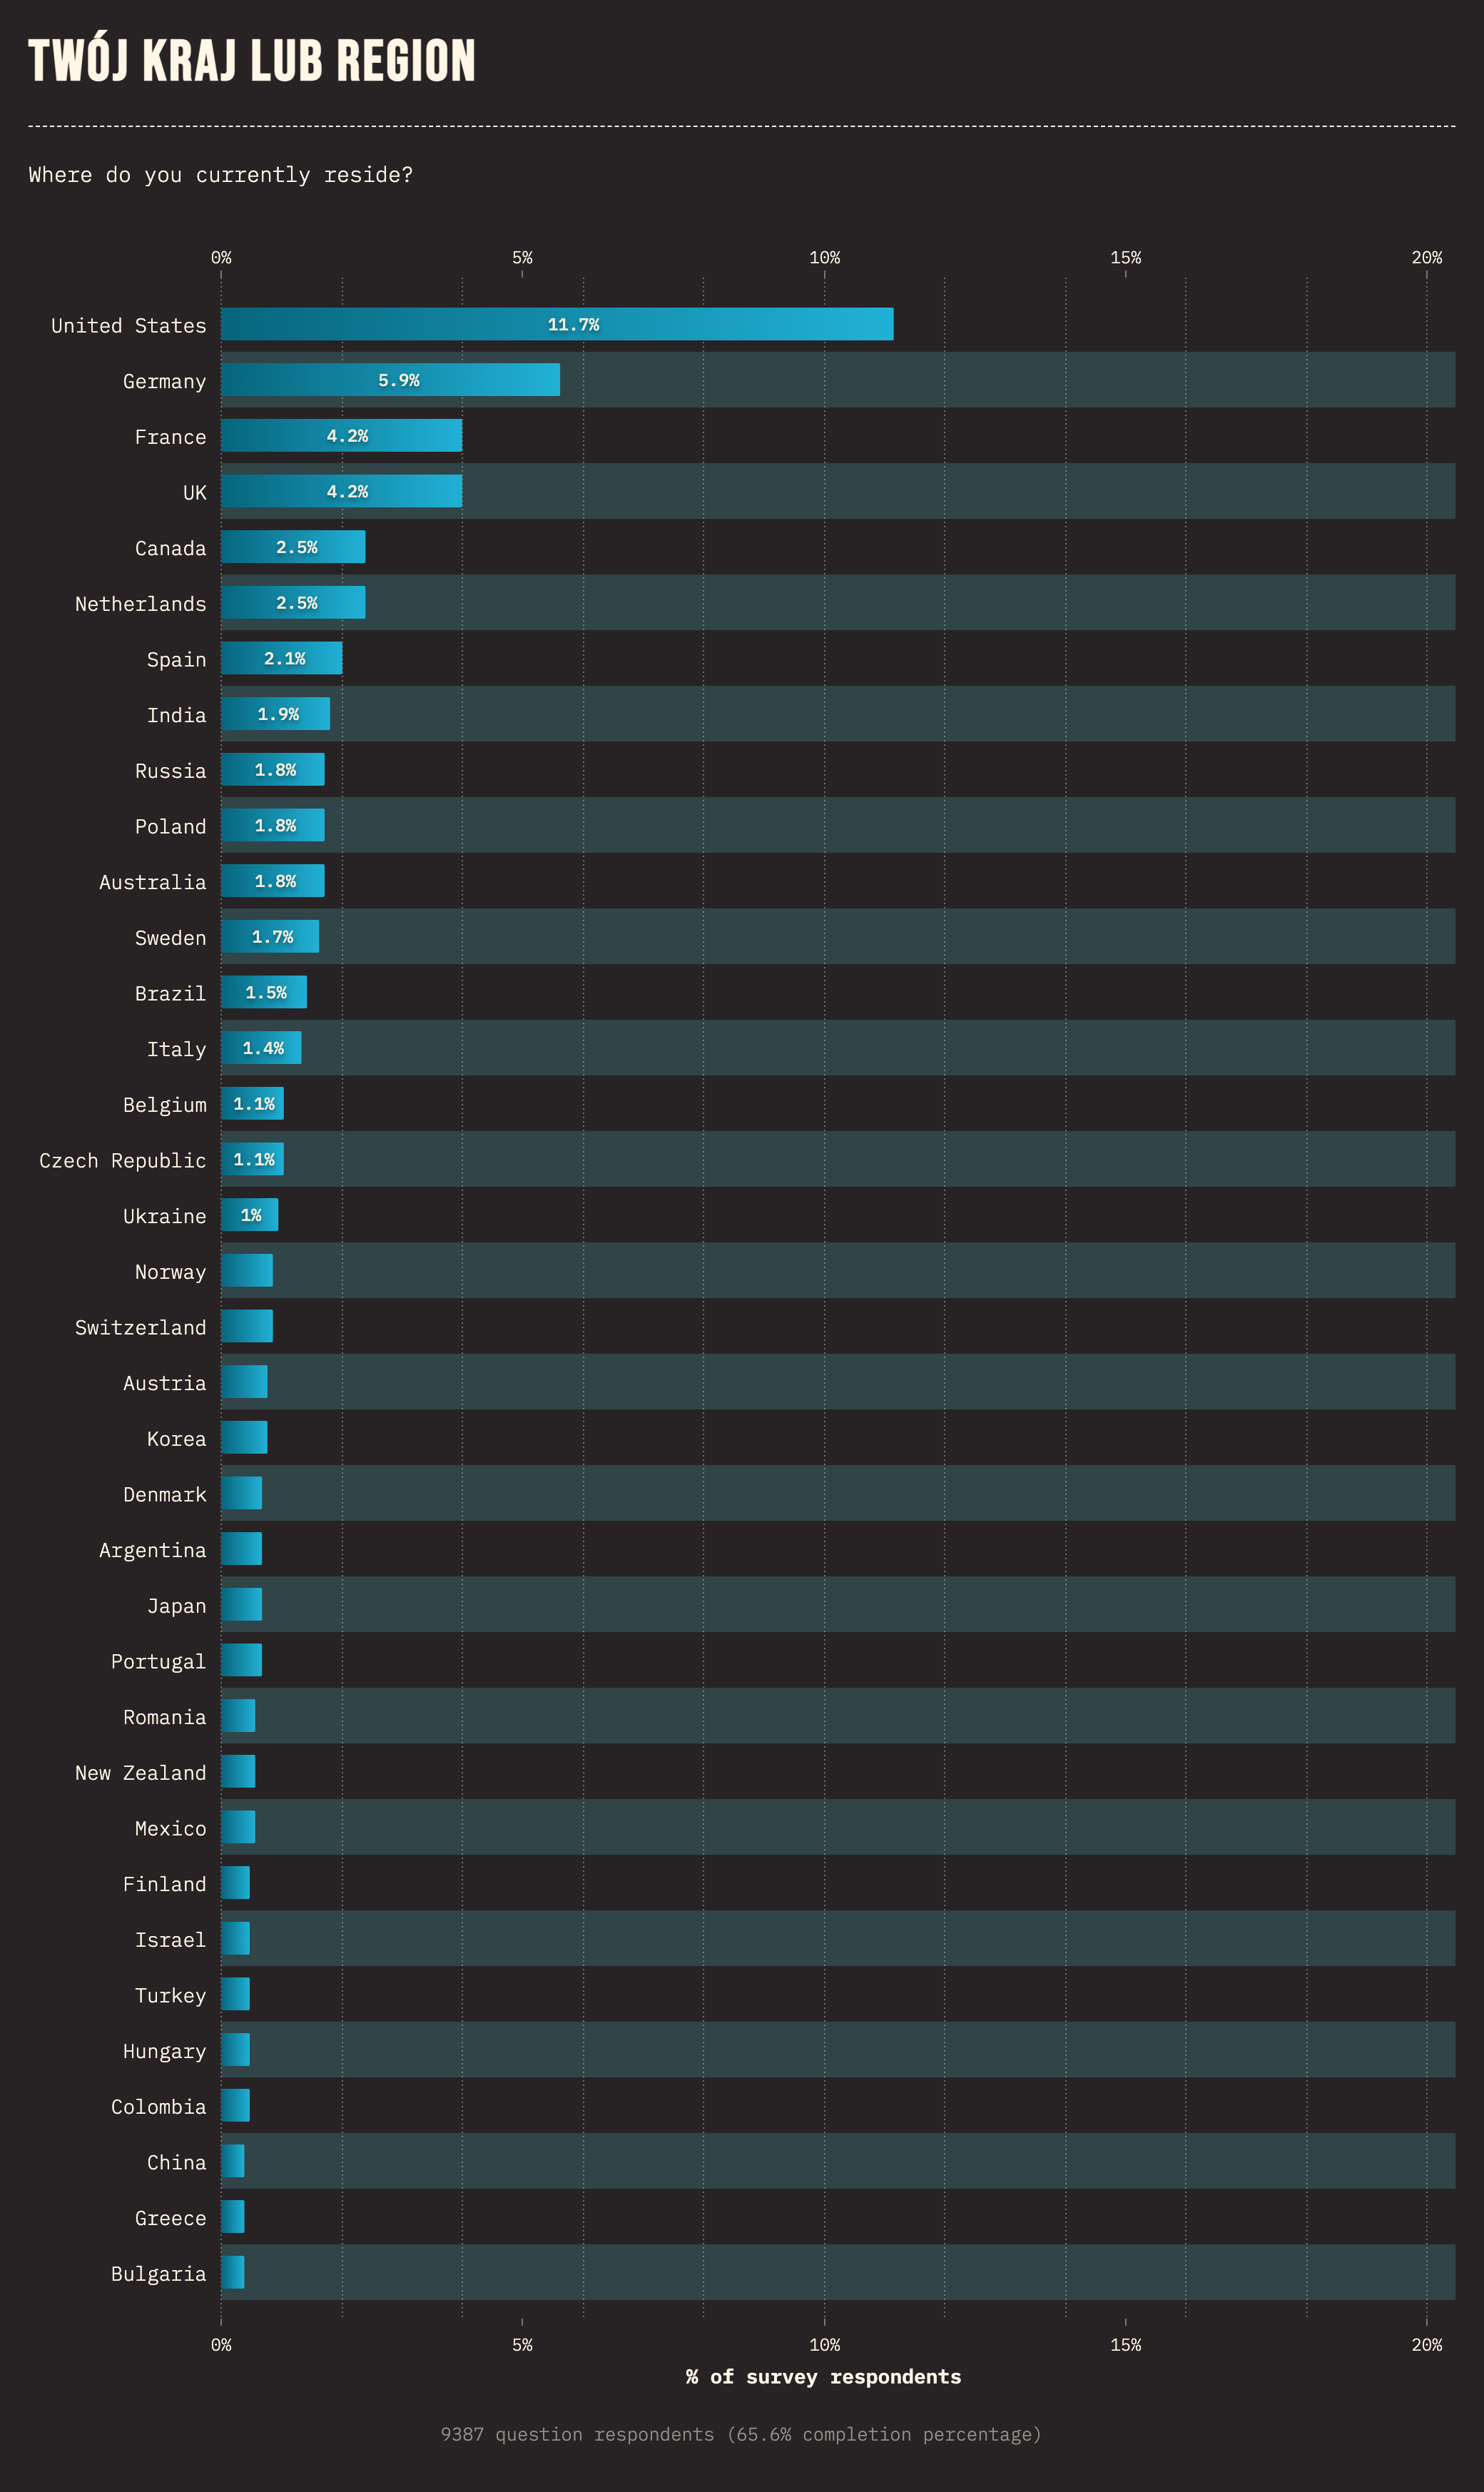 TWÓJ KRAJ LUB REGION
Where do you currently reside?
0% 5% 10% 15% 20%
United States 11.7%
Germany 5.9%
France 4.2%
UK 4.2%
Canada 2.5%
Netherlands 2.5%
Spain 2.1%
India 1.9%
Russia 1.8%
Poland 1.8%
Australia 1.8%
Sweden 1.7%
Brazil 1.5%
Italy 1.4%
Belgium 1.1%
Czech Republic 1.1%
Ukraine 1%
Norway
Switzerland
Austria
Korea
Denmark
Argentina
Japan
Portugal
Romania
New Zealand
Mexico
Finland
Israel
Turkey
Hungary
Colombia
China
Greece
Bulgaria
0% 5% 10% 15% 20%
% of survey respondents
9387 question respondents (65.6% completion percentage)